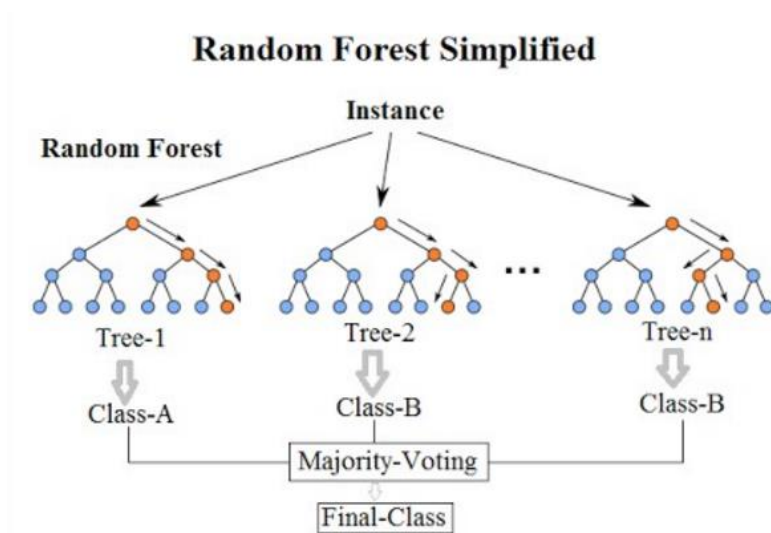 Random Forest Simplified
Instance
Random Forest
...
Tree-1
Tree-2
Tree-n
Class-A
Class-B
Class-B
Majority-Voting
Final-Class